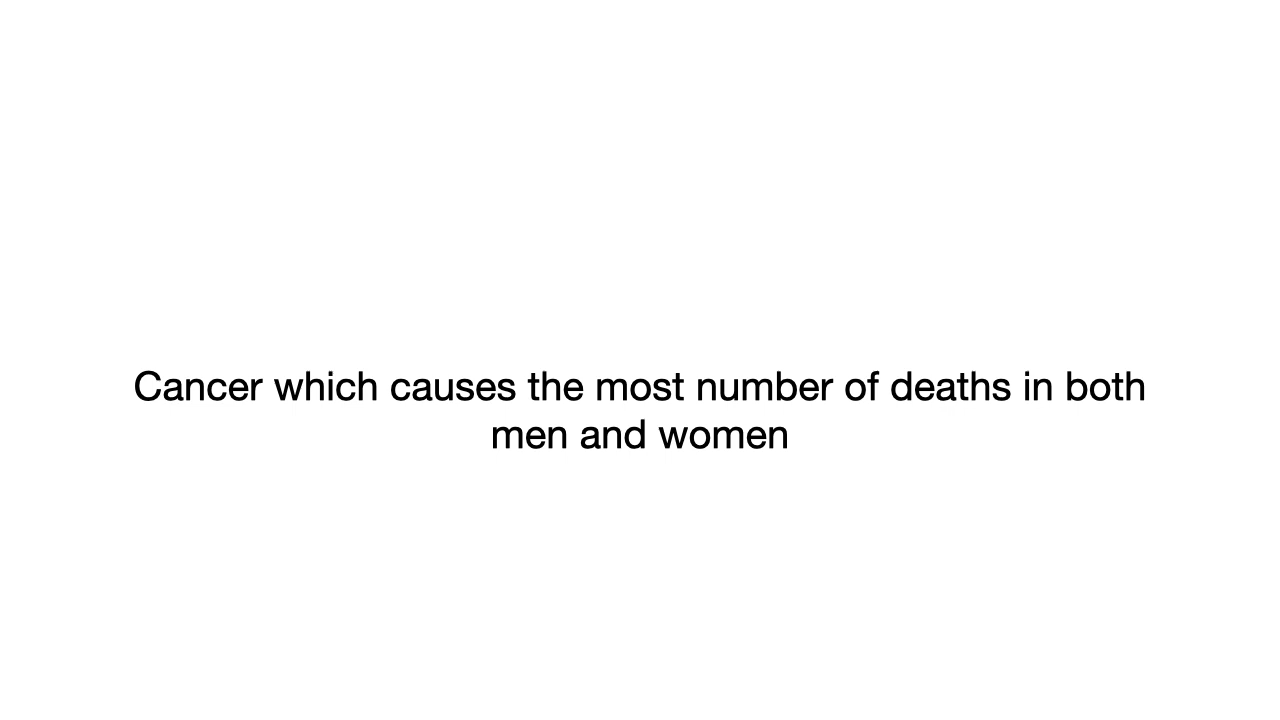 Cancer which causes the most number of deaths in both
men and women